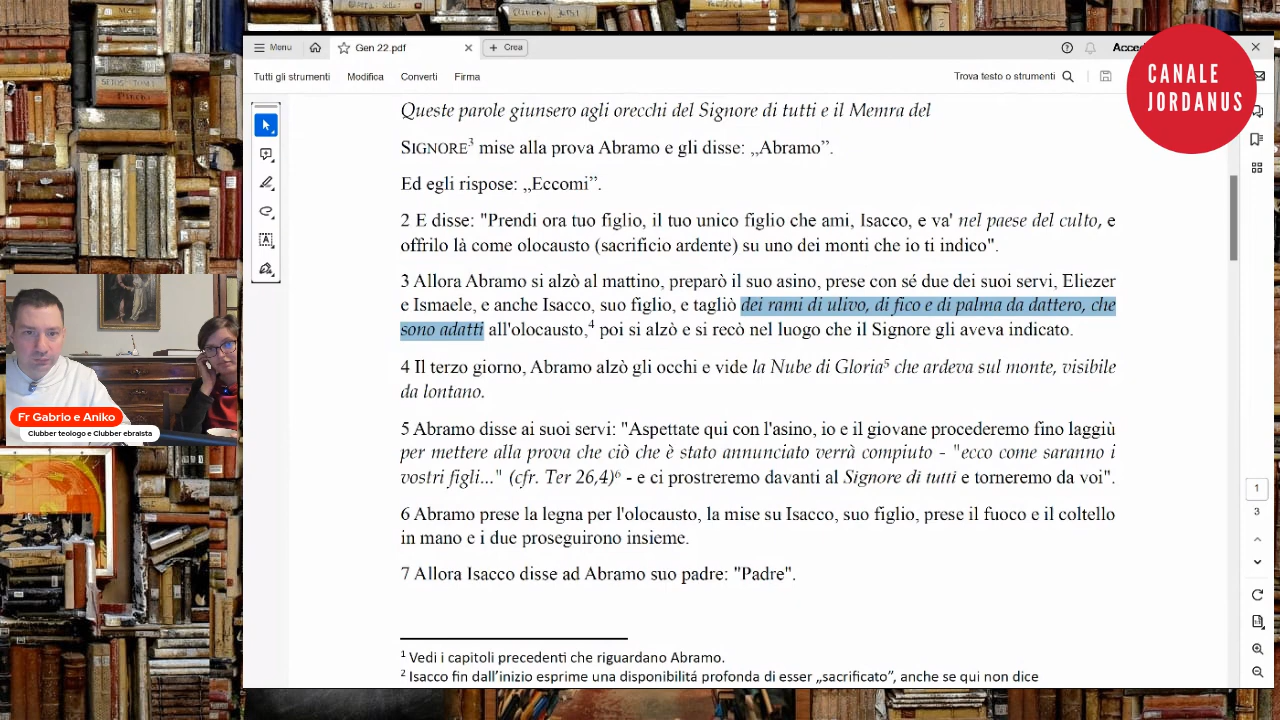 Menu
Gen 22.pdf
Crea
Acce
CANALE
JORDANUS
Tutti gli strumenti
Modifica
Converti
Firma
Trova testo o strumenti
Queste parole giunsero agli orecchi del Signore di tutti e il Memra del
SIGNORE³ mise alla prova Abramo e gli disse: „Abramo”.
Ed egli rispose: „Eccomi”.
2 E disse: "Prendi ora tuo figlio, il tuo unico figlio che ami, Isacco, e va' nel paese del culto, e
offrilo là come olocausto (sacrificio ardente) su uno dei monti che io ti indico".
3 Allora Abramo si alzò al mattino, preparò il suo asino, prese con sé due dei suoi servi, Eliezer
e Ismaele, e anche Isacco, suo figlio, e tagliò dei rami di ulivo, di fico e di palma da dattero, che
sono adatti all'olocausto,⁴ poi si alzò e si recò nel luogo che il Signore gli aveva indicato.
4 Il terzo giorno, Abramo alzò gli occhi e vide la Nube di Gloria⁵ che ardeva sul monte, visibile
da lontano.
5 Abramo disse ai suoi servi: "Aspettate qui con l'asino, io e il giovane procederemo fino laggiù
per mettere alla prova che ciò che è stato annunciato verrà compiuto - "ecco come saranno i
vostri figli..." (cfr. Ter 26,4)⁶ - e ci prostreremo davanti al Signore di tutti e torneremo da voi".
6 Abramo prese la legna per l'olocausto, la mise su Isacco, suo figlio, prese il fuoco e il coltello
in mano e i due proseguirono insieme.
7 Allora Isacco disse ad Abramo suo padre: "Padre".
¹ Vedi i capitoli precedenti che riguardano Abramo.
² Isacco fin dall’inizio esprime una disponibilitá profonda di esser „sacrificato”, anche se qui non dice
1
3
Fr Gabrio e Aniko
Clubber teologo e Clubber ebraista